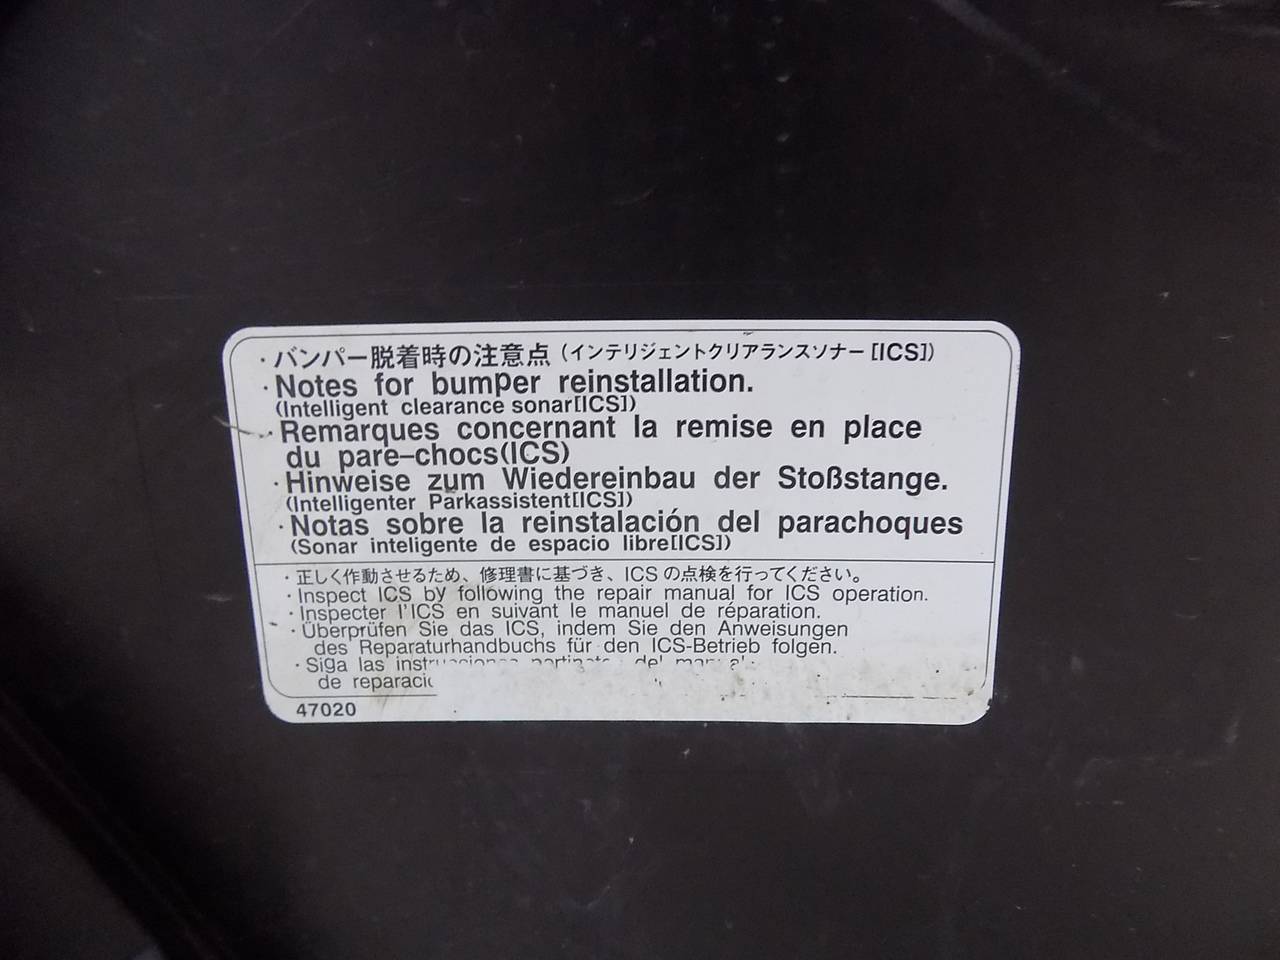 ・バンパー脱着時の注意点（インテリジェントクリアランスソナー[ICS]）
・Notes for bumper reinstallation.
(Intelligent clearance sonar[ICS])
・Remarques concernant la remise en place
du pare-chocs(ICS)
・Hinweise zum Wiedereinbau der Stoßstange.
(Intelligenter Parkassistent[ICS])
・Notas sobre la reinstalación del parachoques
(Sonar inteligente de espacio libre[ICS])
・正しく作動させるため、修理書に基づき、ICSの点検を行ってください。
・Inspect ICS by following the repair manual for ICS operation.
・Inspecter l'ICS en suivant le manuel de réparation.
・Überprüfen Sie das ICS, indem Sie den Anweisungen
des Reparaturhandbuchs für den ICS-Betrieb folgen.
・Siga las del
de
47020